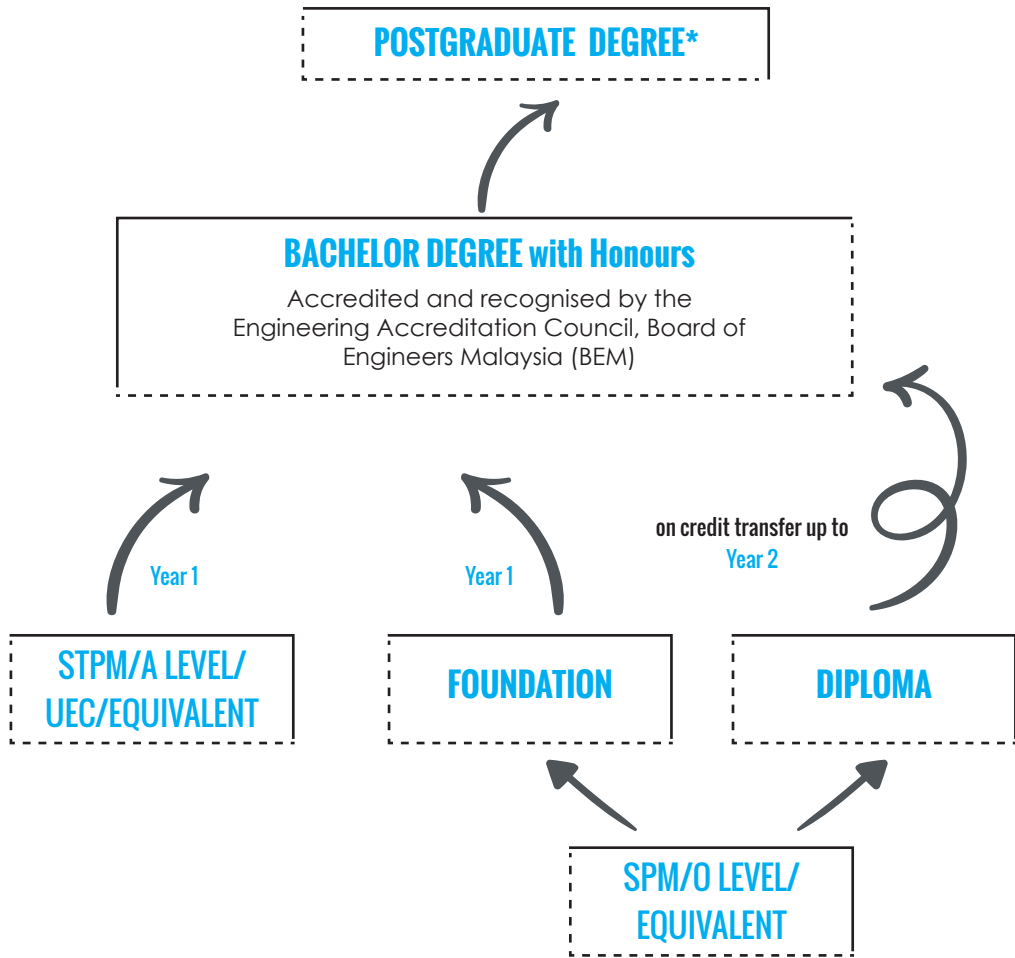 POSTGRADUATE DEGREE*
BACHELOR DEGREE with Honours
Accredited and recognised by the
Engineering Accreditation Council, Board of
Engineers Malaysia (BEM)
on credit transfer up to
Year 2
Year 1
Year 1
STPM/A LEVEL/
UEC/EQUIVALENT
FOUNDATION
DIPLOMA
SPM/O LEVEL/
EQUIVALENT